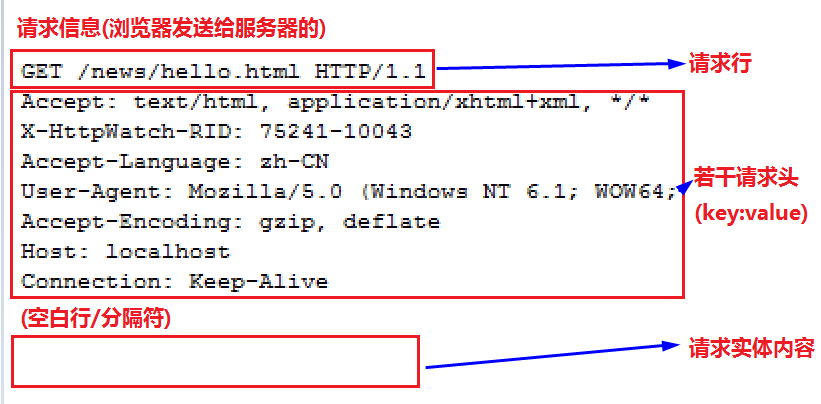 请求信息(浏览器发送给服务器的)
GET /news/hello.html HTTP/1.1
请求行
Accept: text/html, application/xhtml+xml, */*
X-HttpWatch-RID: 75241-10043
Accept-Language: zh-CN
User-Agent: Mozilla/5.0 (Windows NT 6.1; WOW64;
Accept-Encoding: gzip, deflate
Host: localhost
Connection: Keep-Alive
若干请求头
(key:value)
(空白行/分隔符)
请求实体内容